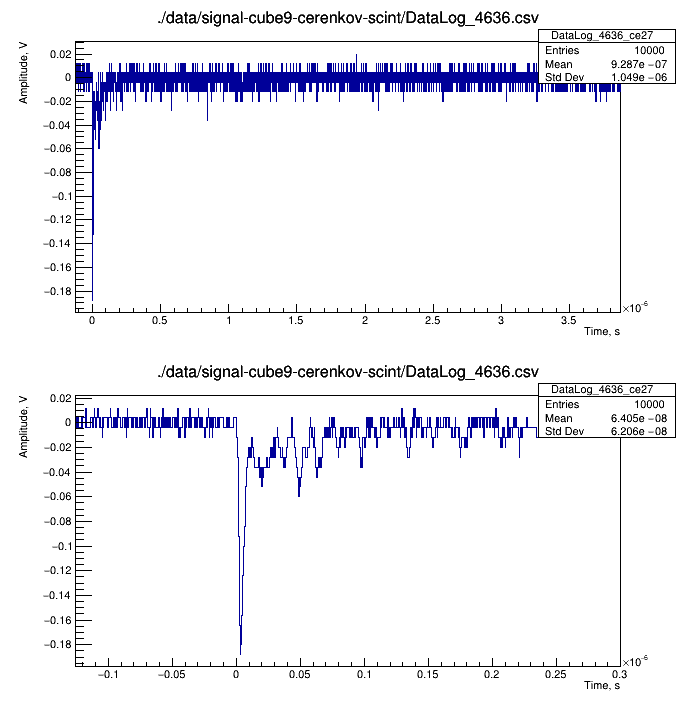 ./data/signal-cube9-cerenkov-scint/DataLog_4636.csv
DataLog_4636_ce27
Entries 10000
Mean 9.287e −07
Std Dev 1.049e −06
Amplitude, V
0.02
0
−0.02
−0.04
−0.06
−0.08
−0.1
−0.12
−0.14
−0.16
−0.18
0 0.5 1 1.5 2 2.5 3 3.5
×10⁻⁶
Time, s
./data/signal-cube9-cerenkov-scint/DataLog_4636.csv
DataLog_4636_ce27
Entries 10000
Mean 6.405e −08
Std Dev 6.206e −08
Amplitude, V
0.02
0
−0.02
−0.04
−0.06
−0.08
−0.1
−0.12
−0.14
−0.16
−0.18
−0.1 −0.05 0 0.05 0.1 0.15 0.2 0.25 0.3
×10⁻⁶
Time, s